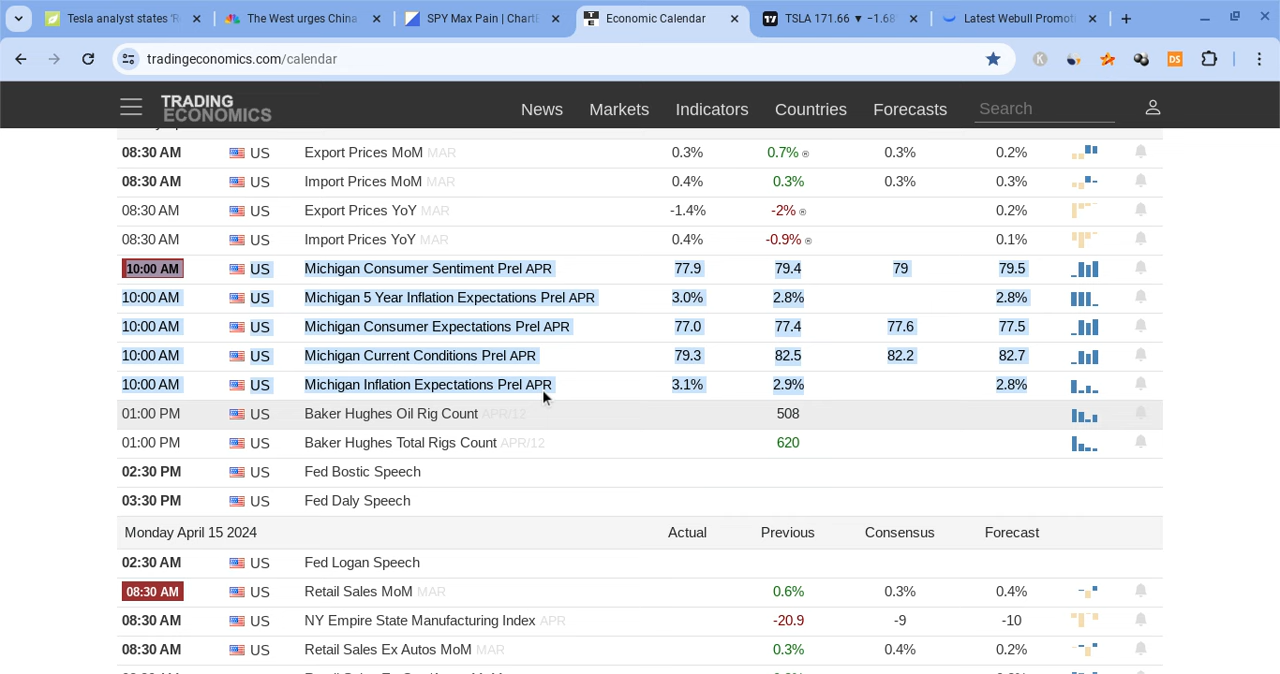 Tesla analyst states 'R
The West urges China
SPY Max Pain | Chart
Economic Calendar
TSLA 171.66 ▼ −1.68
Latest Webull Promoti
tradingeconomics.com/calendar
K
DS
TRADING
ECONOMICS
News
Markets
Indicators
Countries
Forecasts
Search
08:30 AM US Export Prices MoM MAR 0.3% 0.7% ® 0.3% 0.2%
08:30 AM US Import Prices MoM MAR 0.4% 0.3% 0.3% 0.3%
08:30 AM US Export Prices YoY MAR -1.4% -2% ® 0.2%
08:30 AM US Import Prices YoY MAR 0.4% -0.9% ® 0.1%
10:00 AM US Michigan Consumer Sentiment Prel APR 77.9 79.4 79 79.5
10:00 AM US Michigan 5 Year Inflation Expectations Prel APR 3.0% 2.8% 2.8%
10:00 AM US Michigan Consumer Expectations Prel APR 77.0 77.4 77.6 77.5
10:00 AM US Michigan Current Conditions Prel APR 79.3 82.5 82.2 82.7
10:00 AM US Michigan Inflation Expectations Prel APR 3.1% 2.9% 2.8%
01:00 PM US Baker Hughes Oil Rig Count APR/12 508
01:00 PM US Baker Hughes Total Rigs Count APR/12 620
02:30 PM US Fed Bostic Speech
03:30 PM US Fed Daly Speech
Monday April 15 2024 Actual Previous Consensus Forecast
02:30 AM US Fed Logan Speech
08:30 AM US Retail Sales MoM MAR 0.6% 0.3% 0.4%
08:30 AM US NY Empire State Manufacturing Index APR -20.9 -9 -10
08:30 AM US Retail Sales Ex Autos MoM MAR 0.3% 0.4% 0.2%